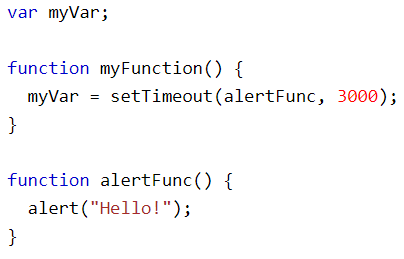 var myVar;

function myFunction() {
  myVar = setTimeout(alertFunc, 3000);
}

function alertFunc() {
  alert("Hello!");
}